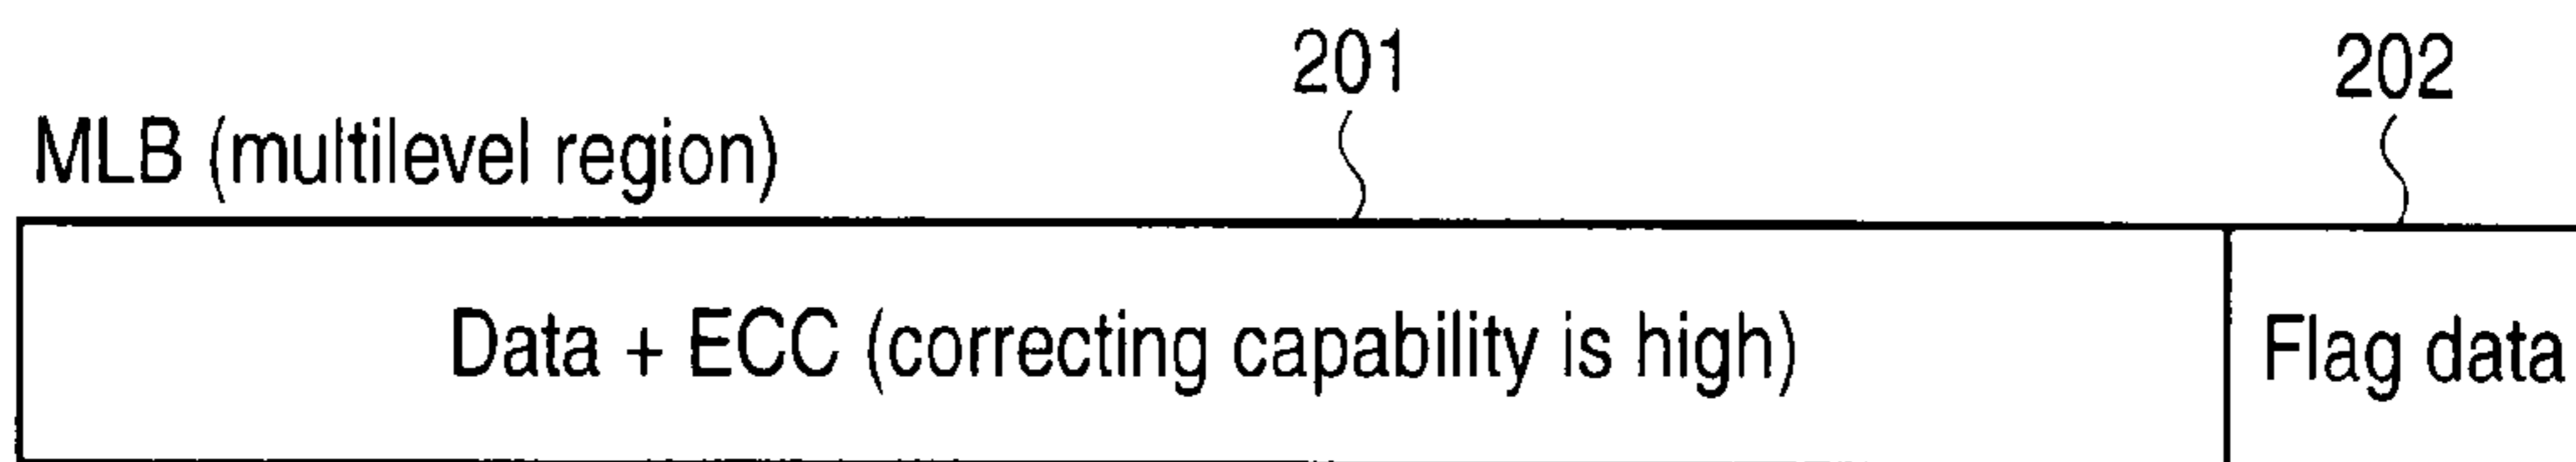 201
202
MLB (multilevel region)
Data + ECC (correcting capability is high)
Flag data